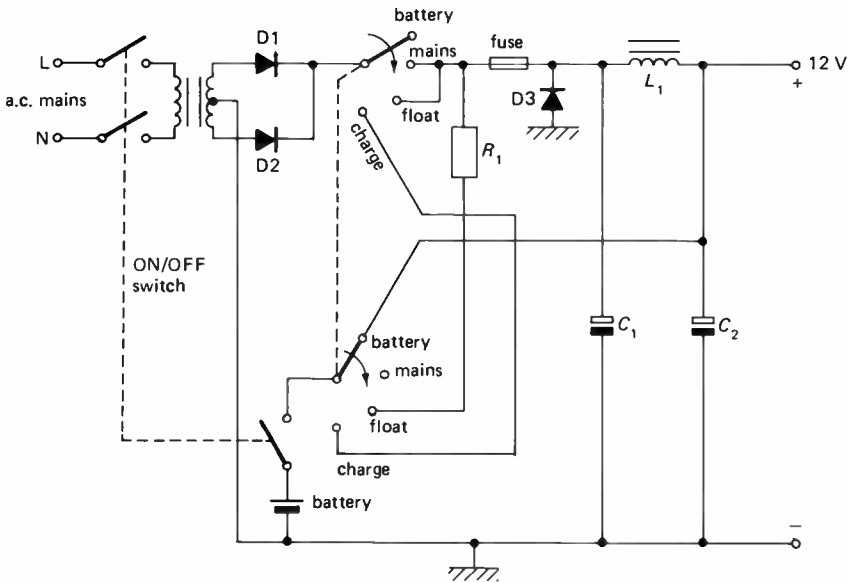 battery
D1
mains
fuse
L
12 V
+
L1
a.c. mains
D3
float
N
charge
D2
R1
ON/OFF
switch
C1
C2
battery
mains
float
charge
battery
−